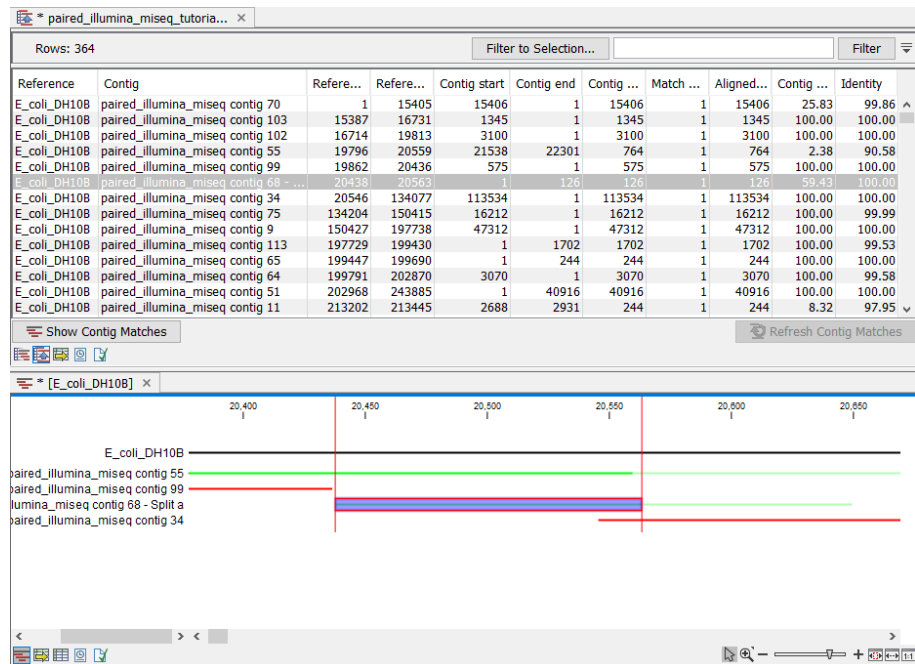 * paired_illumina_miseq_tutoria... ×
Rows: 364 Filter to Selection... Filter
Reference Contig Refere... Refere... Contig start Contig end Contig ... Match ... Aligned... Contig ... Identity
E_coli_DH10B paired_illumina_miseq contig 70 1 15405 15406 1 15406 1 15406 25.83 99.86
E_coli_DH10B paired_illumina_miseq contig 103 15387 16731 1345 1 1345 1 1345 100.00 100.00
E_coli_DH10B paired_illumina_miseq contig 102 16714 19813 3100 1 3100 1 3100 100.00 100.00
E_coli_DH10B paired_illumina_miseq contig 55 19796 20559 21538 22301 764 1 764 2.38 90.58
E_coli_DH10B paired_illumina_miseq contig 99 19862 20436 575 1 575 1 575 100.00 100.00
E_coli_DH10B paired_illumina_miseq contig 68 - ... 20438 20563 1 126 126 1 126 59.43 100.00
E_coli_DH10B paired_illumina_miseq contig 34 20546 134077 113534 1 113534 1 113534 100.00 100.00
E_coli_DH10B paired_illumina_miseq contig 75 134204 150415 16212 1 16212 1 16212 100.00 99.99
E_coli_DH10B paired_illumina_miseq contig 9 150427 197738 47312 1 47312 1 47312 100.00 100.00
E_coli_DH10B paired_illumina_miseq contig 113 197729 199430 1 1702 1702 1 1702 100.00 99.53
E_coli_DH10B paired_illumina_miseq contig 65 199447 199690 1 244 244 1 244 100.00 100.00
E_coli_DH10B paired_illumina_miseq contig 64 199791 202870 3070 1 3070 1 3070 100.00 99.58
E_coli_DH10B paired_illumina_miseq contig 51 202968 243885 1 40916 40916 1 40916 100.00 100.00
E_coli_DH10B paired_illumina_miseq contig 11 213202 213445 2688 2931 244 1 244 8.32 97.95
Show Contig Matches Refresh Contig Matches
* [E_coli_DH10B] ×
20,400 20,450 20,500 20,550 20,600 20,650
E_coli_DH10B
paired_illumina_miseq contig 55
paired_illumina_miseq contig 99
lumina_miseq contig 68 - Split a
paired_illumina_miseq contig 34
1:1